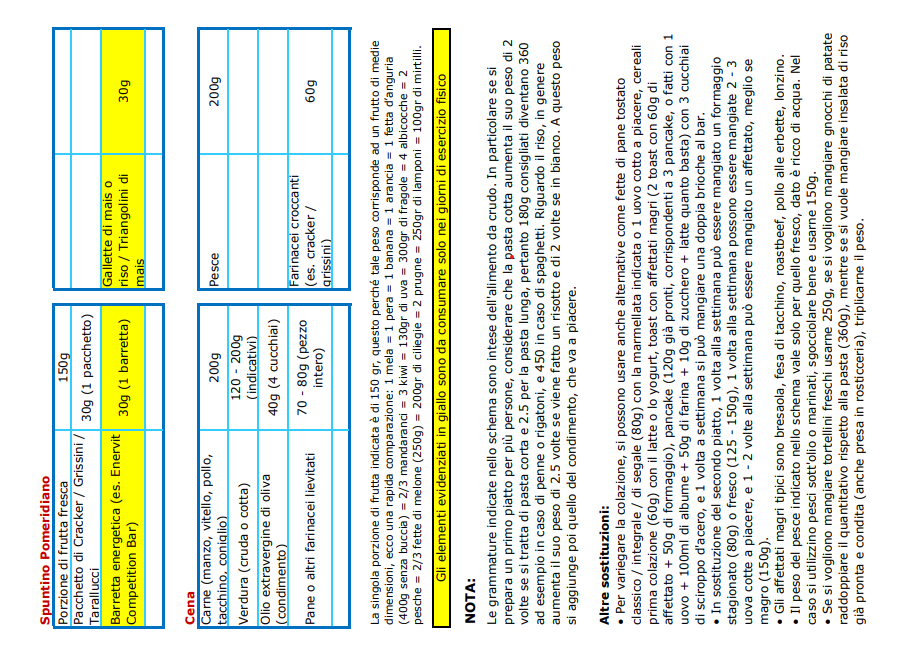 Spuntino Pomeridiano
Porzione di frutta fresca 150g
Pacchetto di Cracker / Grissini / Tarallucci 30g (1 pacchetto)
Barretta energetica (es. Enervit Competition Bar) 30g (1 barretta) Gallette di mais o riso / Triangolini di mais 30g
Cena
Carne (manzo, vitello, pollo, tacchino, coniglio) 200g Pesce 200g
Verdura (cruda o cotta) 120 - 200g (indicativi)
Olio extravergine di oliva (condimento) 40g (4 cucchiai)
Pane o altri farinacei lievitati 70 - 80g (pezzo intero) Farinacei croccanti (es. cracker / grissini) 60g
La singola porzione di frutta indicata è di 150 gr, questo perché tale peso corrisponde ad un frutto di medie
dimensioni, ecco una rapida comparazione: 1 mela = 1 pera = 1 banana = 1 arancia = 1 fetta d'anguria
(400g senza buccia) = 2/3 mandaranci = 3 kiwi = 130gr di uva = 300gr di fragole = 4 albicocche = 2
pesche = 2/3 fette di melone (250g) = 200gr di ciliegie = 2 prugne = 250gr di lamponi = 100gr di mirtilli.
Gli elementi evidenziati in giallo sono da consumare solo nei giorni di esercizio fisico
NOTA:
Le grammature indicate nello schema sono intese dell'alimento da crudo. In particolare se si
prepara un primo piatto per più persone, considerare che la pasta cotta aumenta il suo peso di 2
volte se si tratta di pasta corta e 2.5 per la pasta lunga, pertanto 180g consigliati diventano 360
ad esempio in caso di penne o rigatoni, e 450 in caso di spaghetti. Riguardo il riso, in genere
aumenta il suo peso di 2.5 volte se viene fatto un risotto e di 2 volte se in bianco. A questo peso
si aggiunge poi quello del condimento, che va a piacere.
Altre sostituzioni:
• Per variegare la colazione, si possono usare anche alternative come fette di pane tostato
classico / integrale / di segale (80g) con la marmellata indicata o 1 uovo cotto a piacere, cereali
prima colazione (60g) con il latte o lo yogurt, toast con affettati magri (2 toast con 60g di
affettato + 50g di formaggio), pancake (120g già pronti, corrispondenti a 3 pancake, o fatti con 1
uovo + 100ml di albume + 50g di farina + 10g di zucchero + latte quanto basta) con 3 cucchiai
di sciroppo d'acero, e 1 volta a settimana si può mangiare una doppia brioche al bar.
• In sostituzione del secondo piatto, 1 volta alla settimana può essere mangiato un formaggio
stagionato (80g) o fresco (125 - 150g), 1 volta alla settimana possono essere mangiate 2 - 3
uova cotte a piacere, e 1 - 2 volte alla settimana può essere mangiato un affettato, meglio se
magro (150g).
• Gli affettati magri tipici sono bresaola, fesa di tacchino, roastbeef, pollo alle erbette, lonzino.
• Il peso del pesce indicato nello schema vale solo per quello fresco, dato è ricco di acqua. Nel
caso si utilizzino pesci sott'olio o marinati, sgocciolare bene e usarne 150g.
• Se si vogliono mangiare tortellini freschi usarne 250g, se si vogliono mangiare gnocchi di patate
raddoppiare il quantitativo rispetto alla pasta (360g), mentre se si vuole mangiare insalata di riso
già pronta e condita (anche presa in rosticceria), triplicarme il peso.